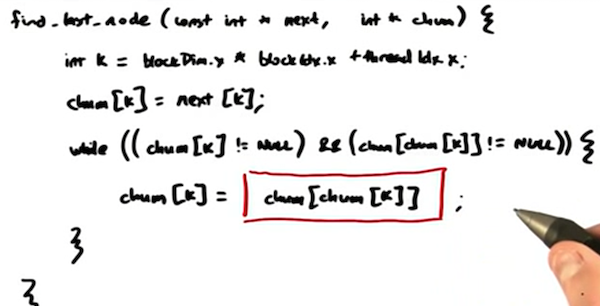 find_last_node (const int * next, int * chum) {
int k = blockDim.x * blockIdx.x + threadIdx.x;
chum[k] = next [k];
while ((chum[k] != NULL) && (chum[chum[k]] != NULL)) {
chum[k] = chum[chum[k]] ;
}
}